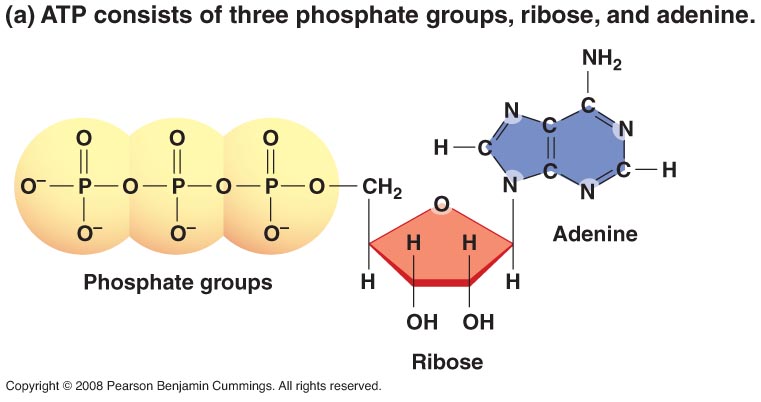 (a) ATP consists of three phosphate groups, ribose, and adenine.
NH₂
N C C N
H C C C H
N N
O O O
O⁻ P O P O P O CH₂
O⁻ O⁻ O⁻
O
Adenine
H H
Phosphate groups
H H
OH OH
Ribose
Copyright © 2008 Pearson Benjamin Cummings. All rights reserved.